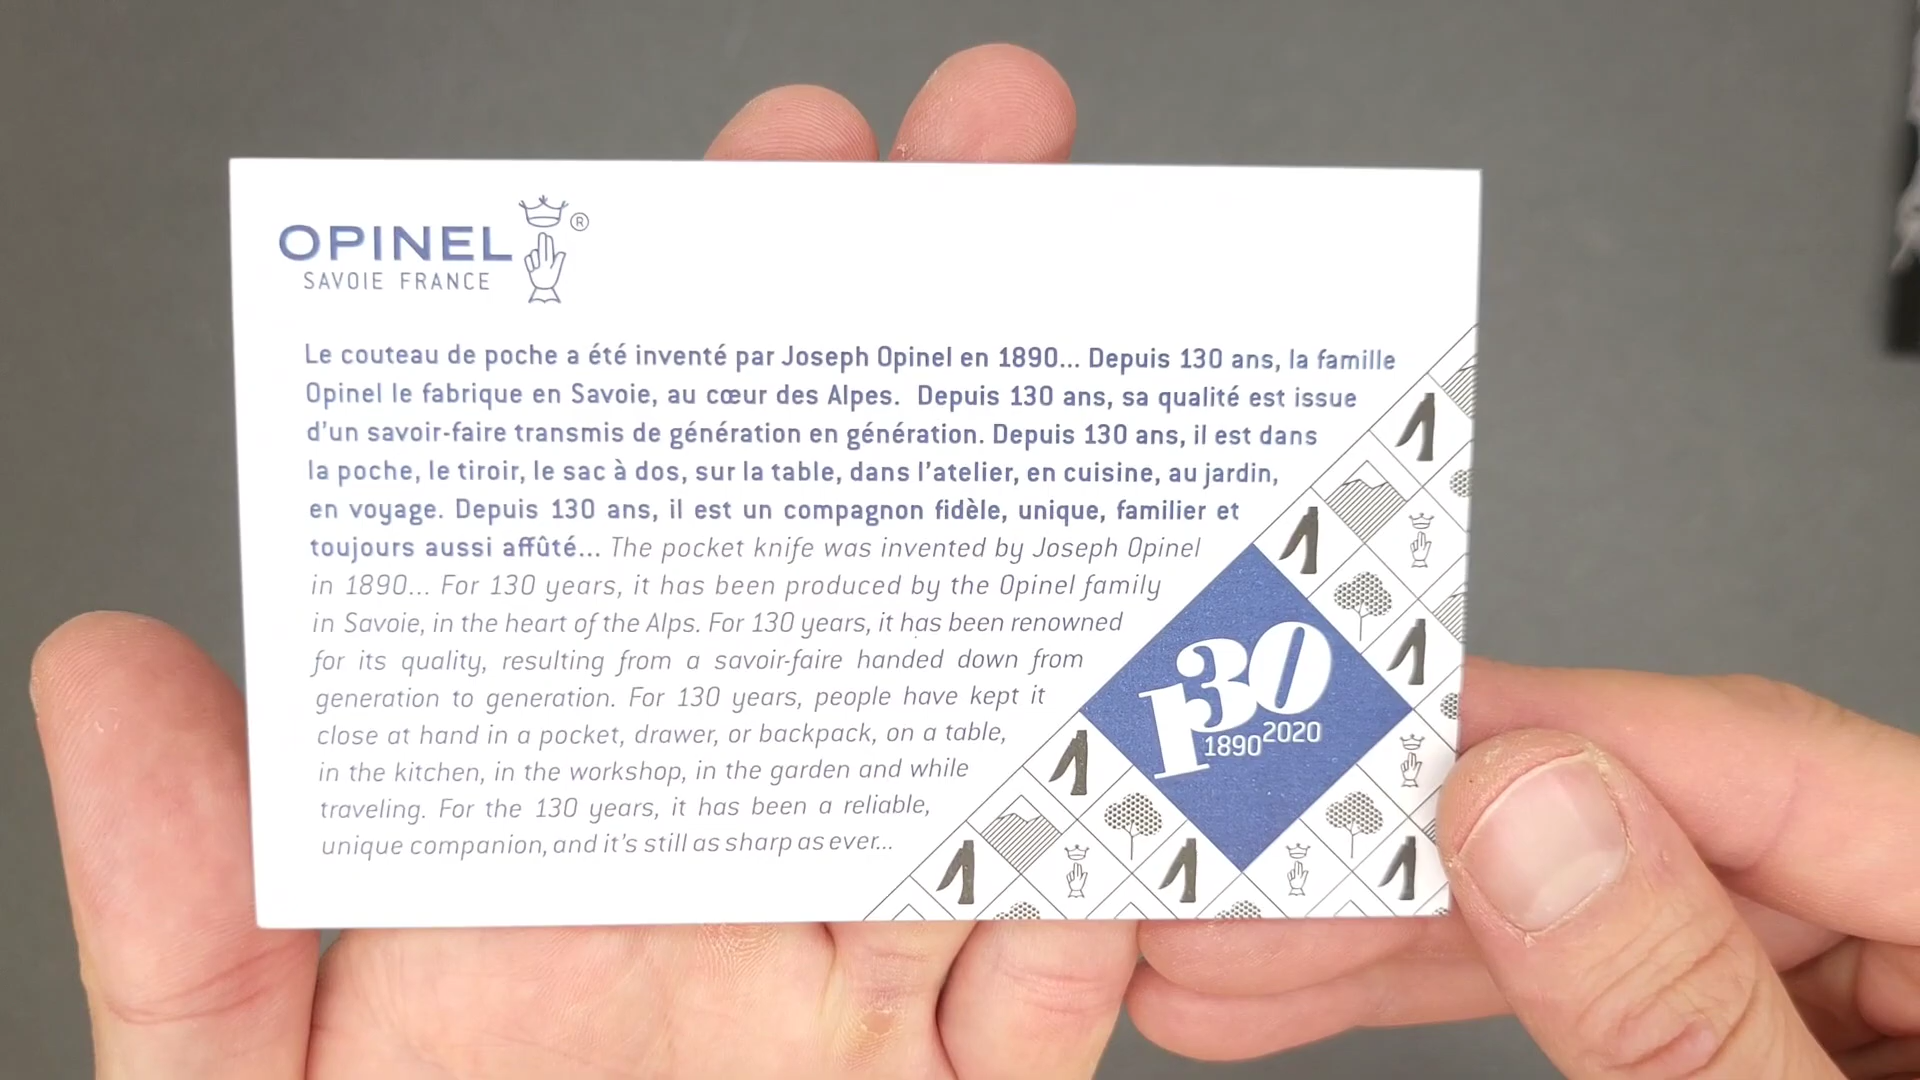 OPINEL ®
SAVOIE FRANCE
Le couteau de poche a été inventé par Joseph Opinel en 1890... Depuis 130 ans, la famille
Opinel le fabrique en Savoie, au cœur des Alpes. Depuis 130 ans, sa qualité est issue
d'un savoir-faire transmis de génération en génération. Depuis 130 ans, il est dans
la poche, le tiroir, le sac à dos, sur la table, dans l'atelier, en cuisine, au jardin,
en voyage. Depuis 130 ans, il est un compagnon fidèle, unique, familier et
toujours aussi affûté... The pocket knife was invented by Joseph Opinel
in 1890... For 130 years, it has been produced by the Opinel family
in Savoie, in the heart of the Alps. For 130 years, it has been renowned
for its quality, resulting from a savoir-faire handed down from
generation to generation. For 130 years, people have kept it
close at hand in a pocket, drawer, or backpack, on a table,
in the kitchen, in the workshop, in the garden and while
traveling. For the 130 years, it has been a reliable,
unique companion, and it's still as sharp as ever...
130
1890 2020